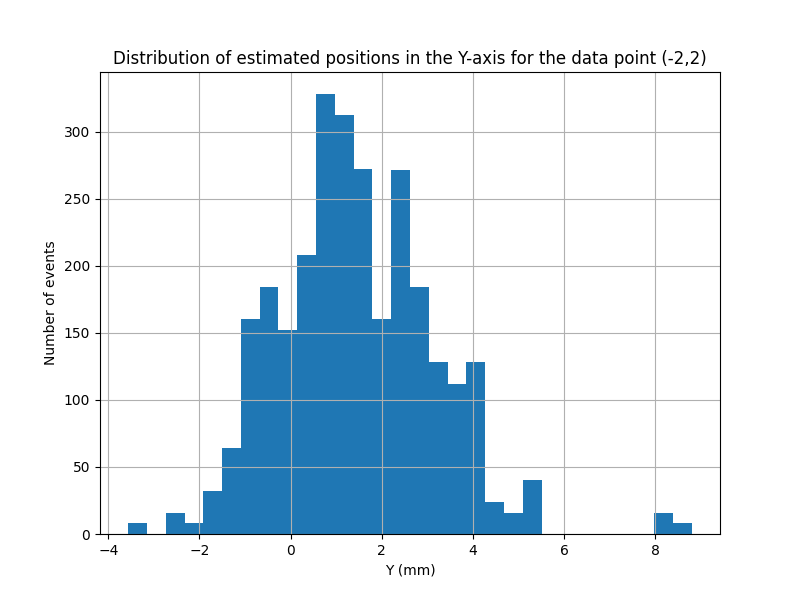 Distribution of estimated positions in the Y-axis for the data point (-2,2)
300
250
200
150
100
50
0
Number of events
−4 −2 0 2 4 6 8
Y (mm)